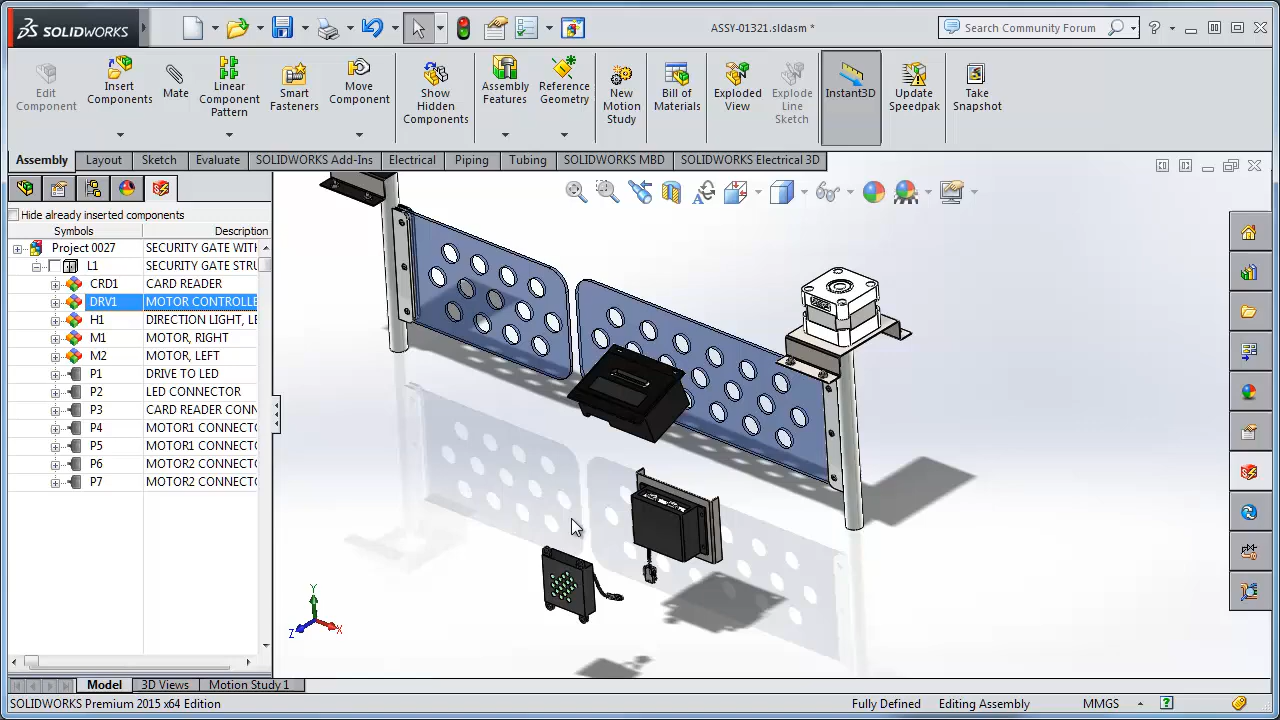 SOLIDWORKS
ASSY-01321.sldasm *
Search Community Forum
?
Edit Component
Insert Components
Mate
Linear Component Pattern
Smart Fasteners
Move Component
Show Hidden Components
Assembly Features
Reference Geometry
New Motion Study
Bill of Materials
Exploded View
Explode Line Sketch
Instant3D
Update Speedpak
Take Snapshot
Assembly
Layout
Sketch
Evaluate
SOLIDWORKS Add-Ins
Electrical
Piping
Tubing
SOLIDWORKS MBD
SOLIDWORKS Electrical 3D
Hide already inserted components
Symbols
Description
Project 0027 SECURITY GATE WITH
L1 SECURITY GATE STRU
CRD1 CARD READER
DRV1 MOTOR CONTROLLE
H1 DIRECTION LIGHT, LE
M1 MOTOR, RIGHT
M2 MOTOR, LEFT
P1 DRIVE TO LED
P2 LED CONNECTOR
P3 CARD READER CONN
P4 MOTOR1 CONNECTO
P5 MOTOR1 CONNECTO
P6 MOTOR2 CONNECTO
P7 MOTOR2 CONNECTO
Y
Z
X
Model
3D Views
Motion Study 1
SOLIDWORKS Premium 2015 x64 Edition
Fully Defined
Editing Assembly
MMGS
?